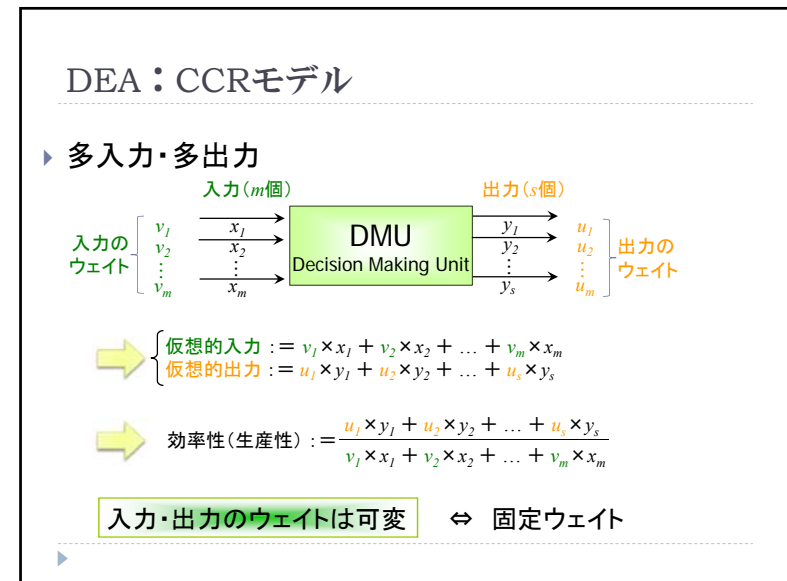 DEA：CCRモデル
多入力・多出力
入力（m個） 出力（s個）
入力の
ウェイト
v1
v2
⋮
vm
x1
x2
⋮
xm
DMU
Decision Making Unit
y1
y2
⋮
ys
u1
u2
⋮
um
出力の
ウェイト
仮想的入力 :＝ v1×x1 ＋ v2×x2 ＋ … ＋ vm×xm
仮想的出力 :＝ u1×y1 ＋ u2×y2 ＋ … ＋ us×ys
効率性（生産性） :＝
u1×y1 ＋ u2×y2 ＋ … ＋ us×ys
v1×x1 ＋ v2×x2 ＋ … ＋ vm×xm
入力・出力のウェイトは可変 ⇔ 固定ウェイト